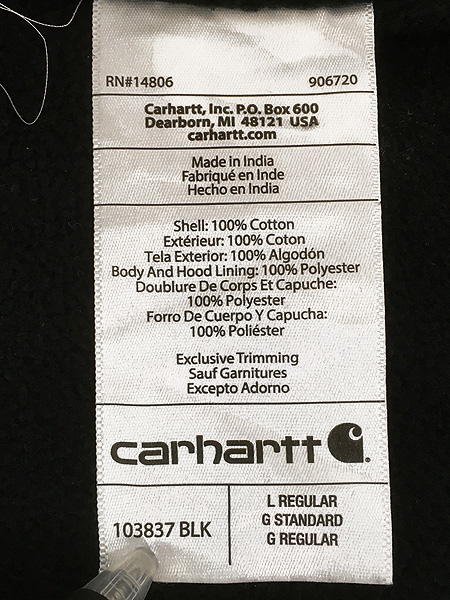 RN#14806 906720
Carhartt, Inc. P.O. Box 600
Dearborn, MI 48121 USA
carhartt.com
Made in India
Fabriqué en Inde
Hecho en India
Shell: 100% Cotton
Extérieur: 100% Coton
Tela Exterior: 100% Algodón
Body And Hood Lining: 100% Polyester
Doublure De Corps Et Capuche:
100% Polyester
Forro De Cuerpo Y Capucha:
100% Poliéster
Exclusive Trimming
Sauf Garnitures
Excepto Adorno
carhartt
103837 BLK
L REGULAR
G STANDARD
G REGULAR